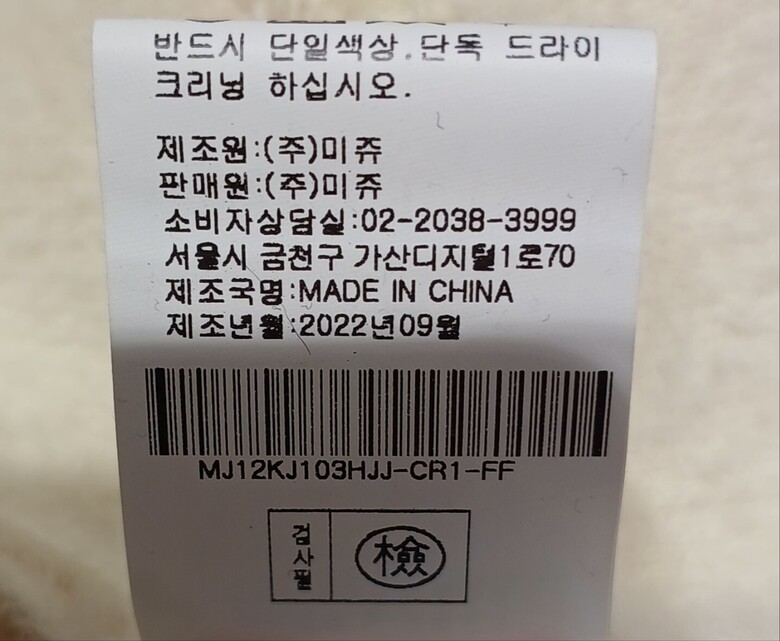 반드시 단일색상.단독 드라이
크리닝 하십시오.
제조원:(주)미쥬
판매원:(주)미쥬
소비자상담실:02-2038-3999
서울시 금천구 가산디지털1로70
제조국명:MADE IN CHINA
제조년월:2022년09월
MJ12KJ103HJJ-CR1-FF
검사필
檢